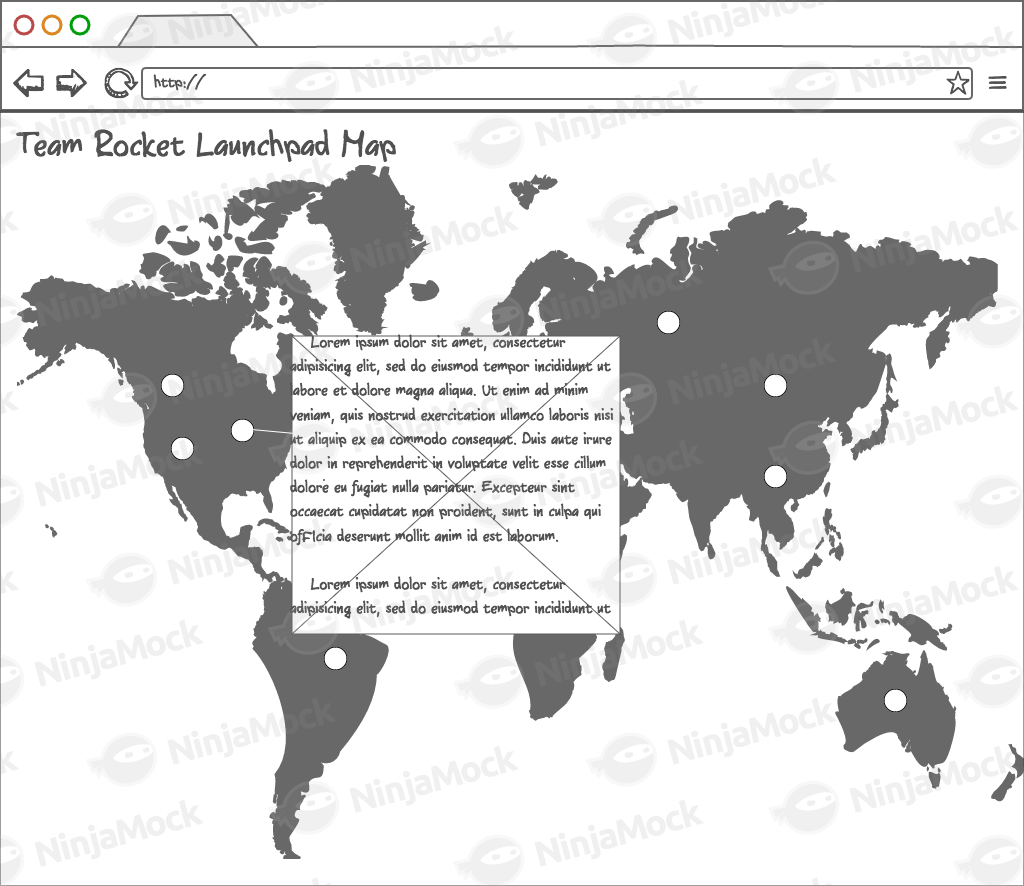 http://
Team Rocket Launchpad Map
Lorem ipsum dolor sit amet, consectetur
adipisicing elit, sed do eiusmod tempor incididunt ut
labore et dolore magna aliqua. Ut enim ad minim
veniam, quis nostrud exercitation ullamco laboris nisi
ut aliquip ex ea commodo consequat. Duis aute irure
dolor in reprehenderit in voluptate velit esse cillum
dolore eu fugiat nulla pariatur. Excepteur sint
occaecat cupidatat non proident, sunt in culpa qui
officia deserunt mollit anim id est laborum.
Lorem ipsum dolor sit amet, consectetur
adipisicing elit, sed do eiusmod tempor incididunt ut
NinjaMock